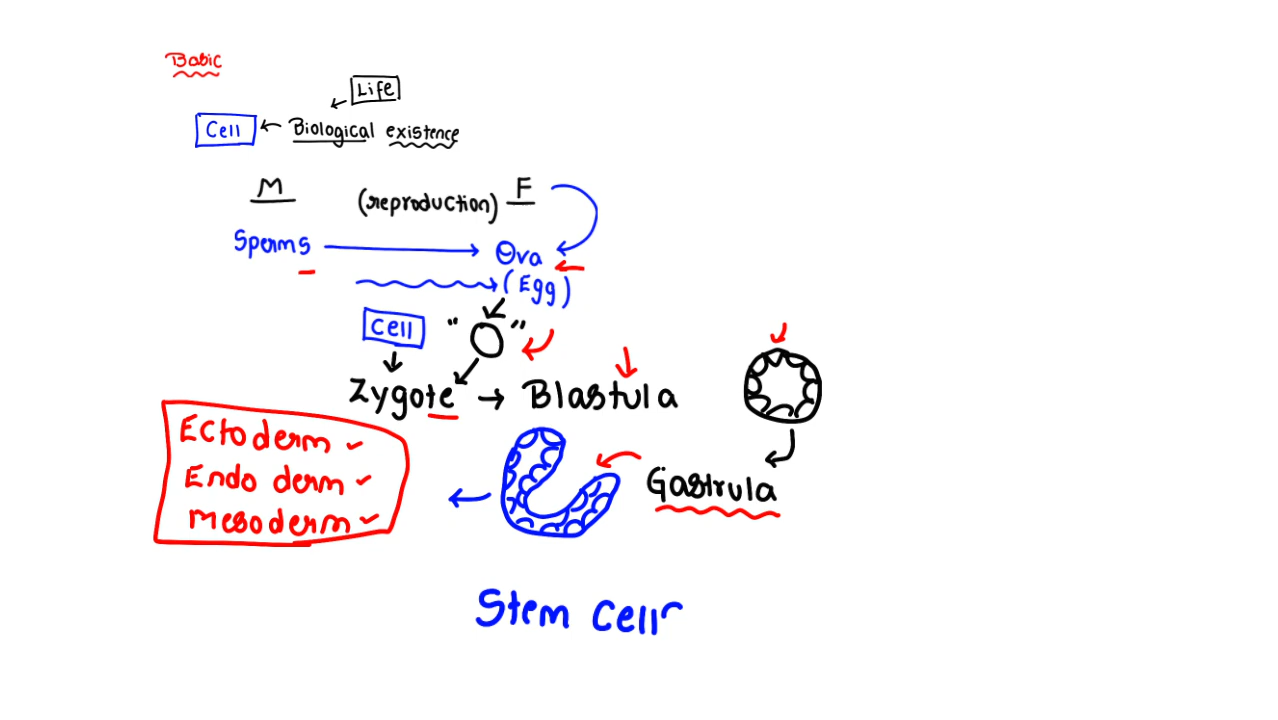 Basic
Life
Cell ← Biological existence
M (reproduction) F
Sperms → Ova
(Egg)
Cell " O "
Zygote → Blastula
Ectoderm ✓
Endo derm ✓
Mesoderm ✓
Gastrula
Stem Cell